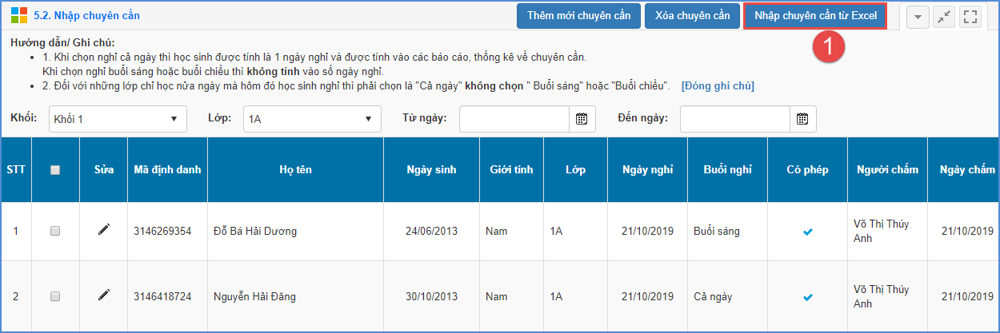 5.2. Nhập chuyên cần
Thêm mới chuyên cần
Xóa chuyên cần
Nhập chuyên cần từ Excel
1
Hướng dẫn/ Ghi chú:
1. Khi chọn nghỉ cả ngày thì học sinh được tính là 1 ngày nghỉ và được tính vào các báo cáo, thống kê về chuyên cần.
Khi chọn nghỉ buổi sáng hoặc buổi chiều thì không tính vào số ngày nghỉ.
2. Đối với những lớp chỉ học nửa ngày mà hôm đó học sinh nghỉ thì phải chọn là "Cả ngày" không chọn " Buổi sáng" hoặc "Buổi chiều". [Đóng ghi chú]
Khối: Khối 1 Lớp: 1A Từ ngày: Đến ngày:
STT Sửa Mã định danh Họ tên Ngày sinh Giới tính Lớp Ngày nghỉ Buổi nghỉ Có phép Người chấm Ngày chấm
1 3146269354 Đỗ Bá Hải Dương 24/06/2013 Nam 1A 21/10/2019 Buổi sáng Võ Thị Thúy 21/10/2019
Anh
2 3146418724 Nguyễn Hải Đăng 30/10/2013 Nam 1A 21/10/2019 Cả ngày Võ Thị Thúy 21/10/2019
Anh